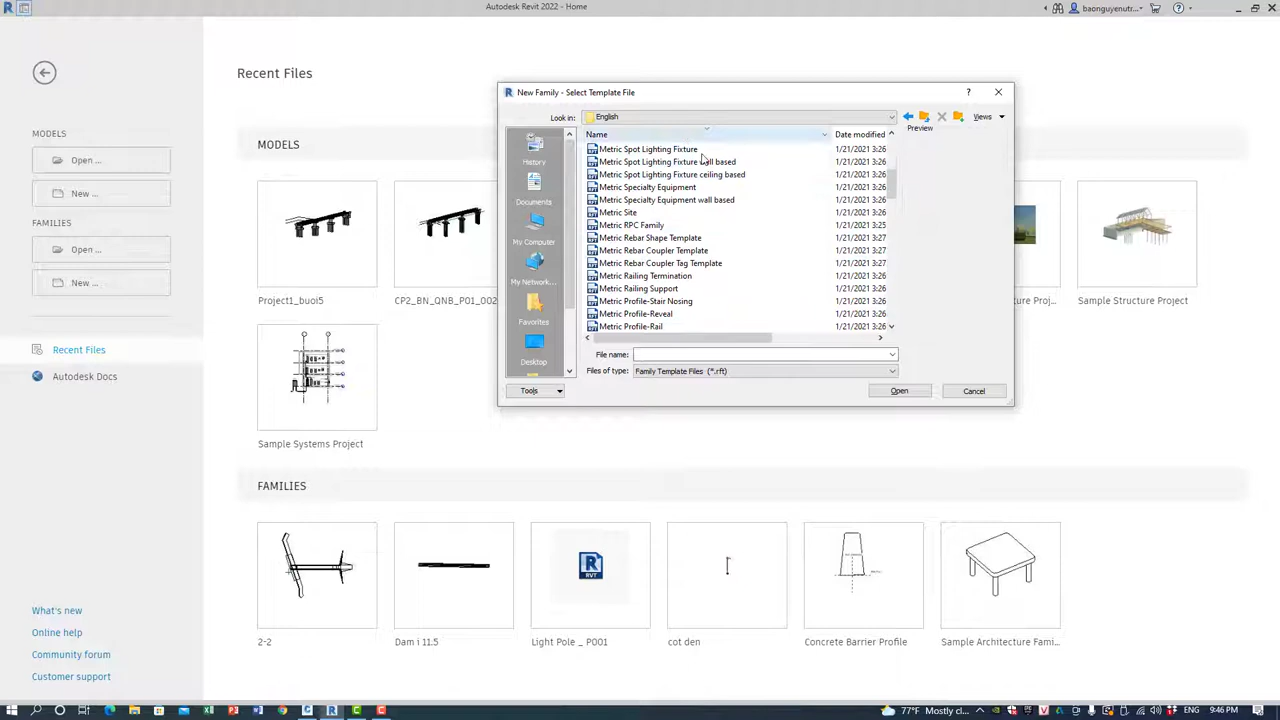 Autodesk Revit 2022 - Home
baonguyenutr...
Recent Files
MODELS
Open ...
New ...
FAMILIES
Open ...
New ...
Recent Files
Autodesk Docs
What's new
Online help
Community forum
Customer support
MODELS
Project1_buoi5
CP2_BN_QNB_P01_002
Sample Structure Project
Sample Systems Project
FAMILIES
2-2
Dam i 11.5
Light Pole _ P001
cot den
Concrete Barrier Profile
Sample Architecture Fami...
New Family - Select Template File
Look in: English
Views
Preview
Name Date modified
Metric Spot Lighting Fixture 1/21/2021 3:26
Metric Spot Lighting Fixture wall based 1/21/2021 3:26
Metric Spot Lighting Fixture ceiling based 1/21/2021 3:26
Metric Specialty Equipment 1/21/2021 3:26
Metric Specialty Equipment wall based 1/21/2021 3:26
Metric Site 1/21/2021 3:26
Metric RPC Family 1/21/2021 3:25
Metric Rebar Shape Template 1/21/2021 3:27
Metric Rebar Coupler Template 1/21/2021 3:27
Metric Rebar Coupler Tag Template 1/21/2021 3:27
Metric Railing Termination 1/21/2021 3:26
Metric Railing Support 1/21/2021 3:26
Metric Profile-Stair Nosing 1/21/2021 3:26
Metric Profile-Reveal 1/21/2021 3:26
Metric Profile-Rail 1/21/2021 3:26
History
Documents
My Computer
My Network...
Favorites
Desktop
File name:
Files of type: Family Template Files (*.rft)
Tools
Open
Cancel
77°F Mostly cl...
ENG
9:46 PM